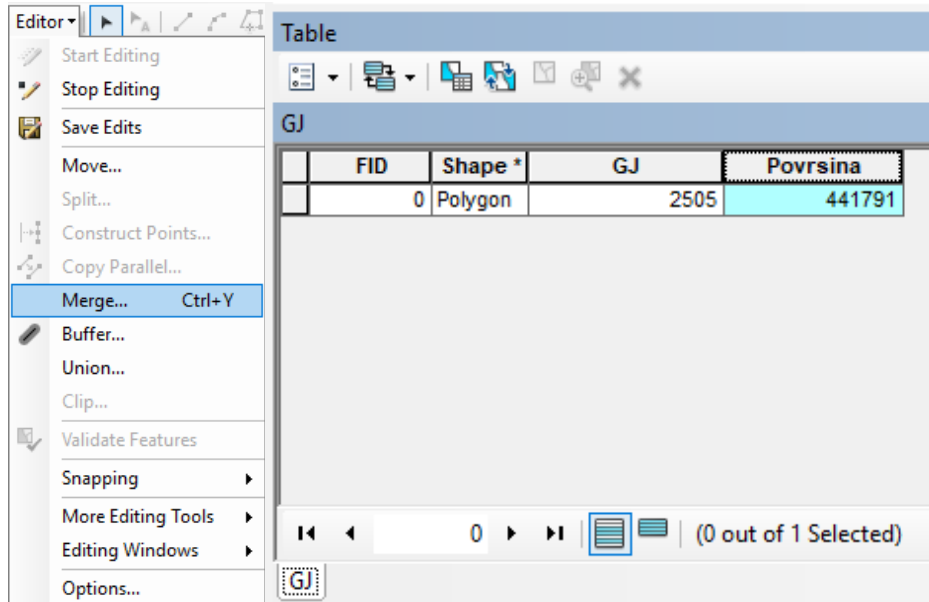 Editor
Start Editing
Stop Editing
Save Edits
Move...
Split...
Construct Points...
Copy Parallel...
Merge... Ctrl+Y
Buffer...
Union...
Clip...
Validate Features
Snapping
More Editing Tools
Editing Windows
Options...
Table
GJ
FID Shape * GJ Povrsina
0 Polygon 2505 441791
0 (0 out of 1 Selected)
GJ